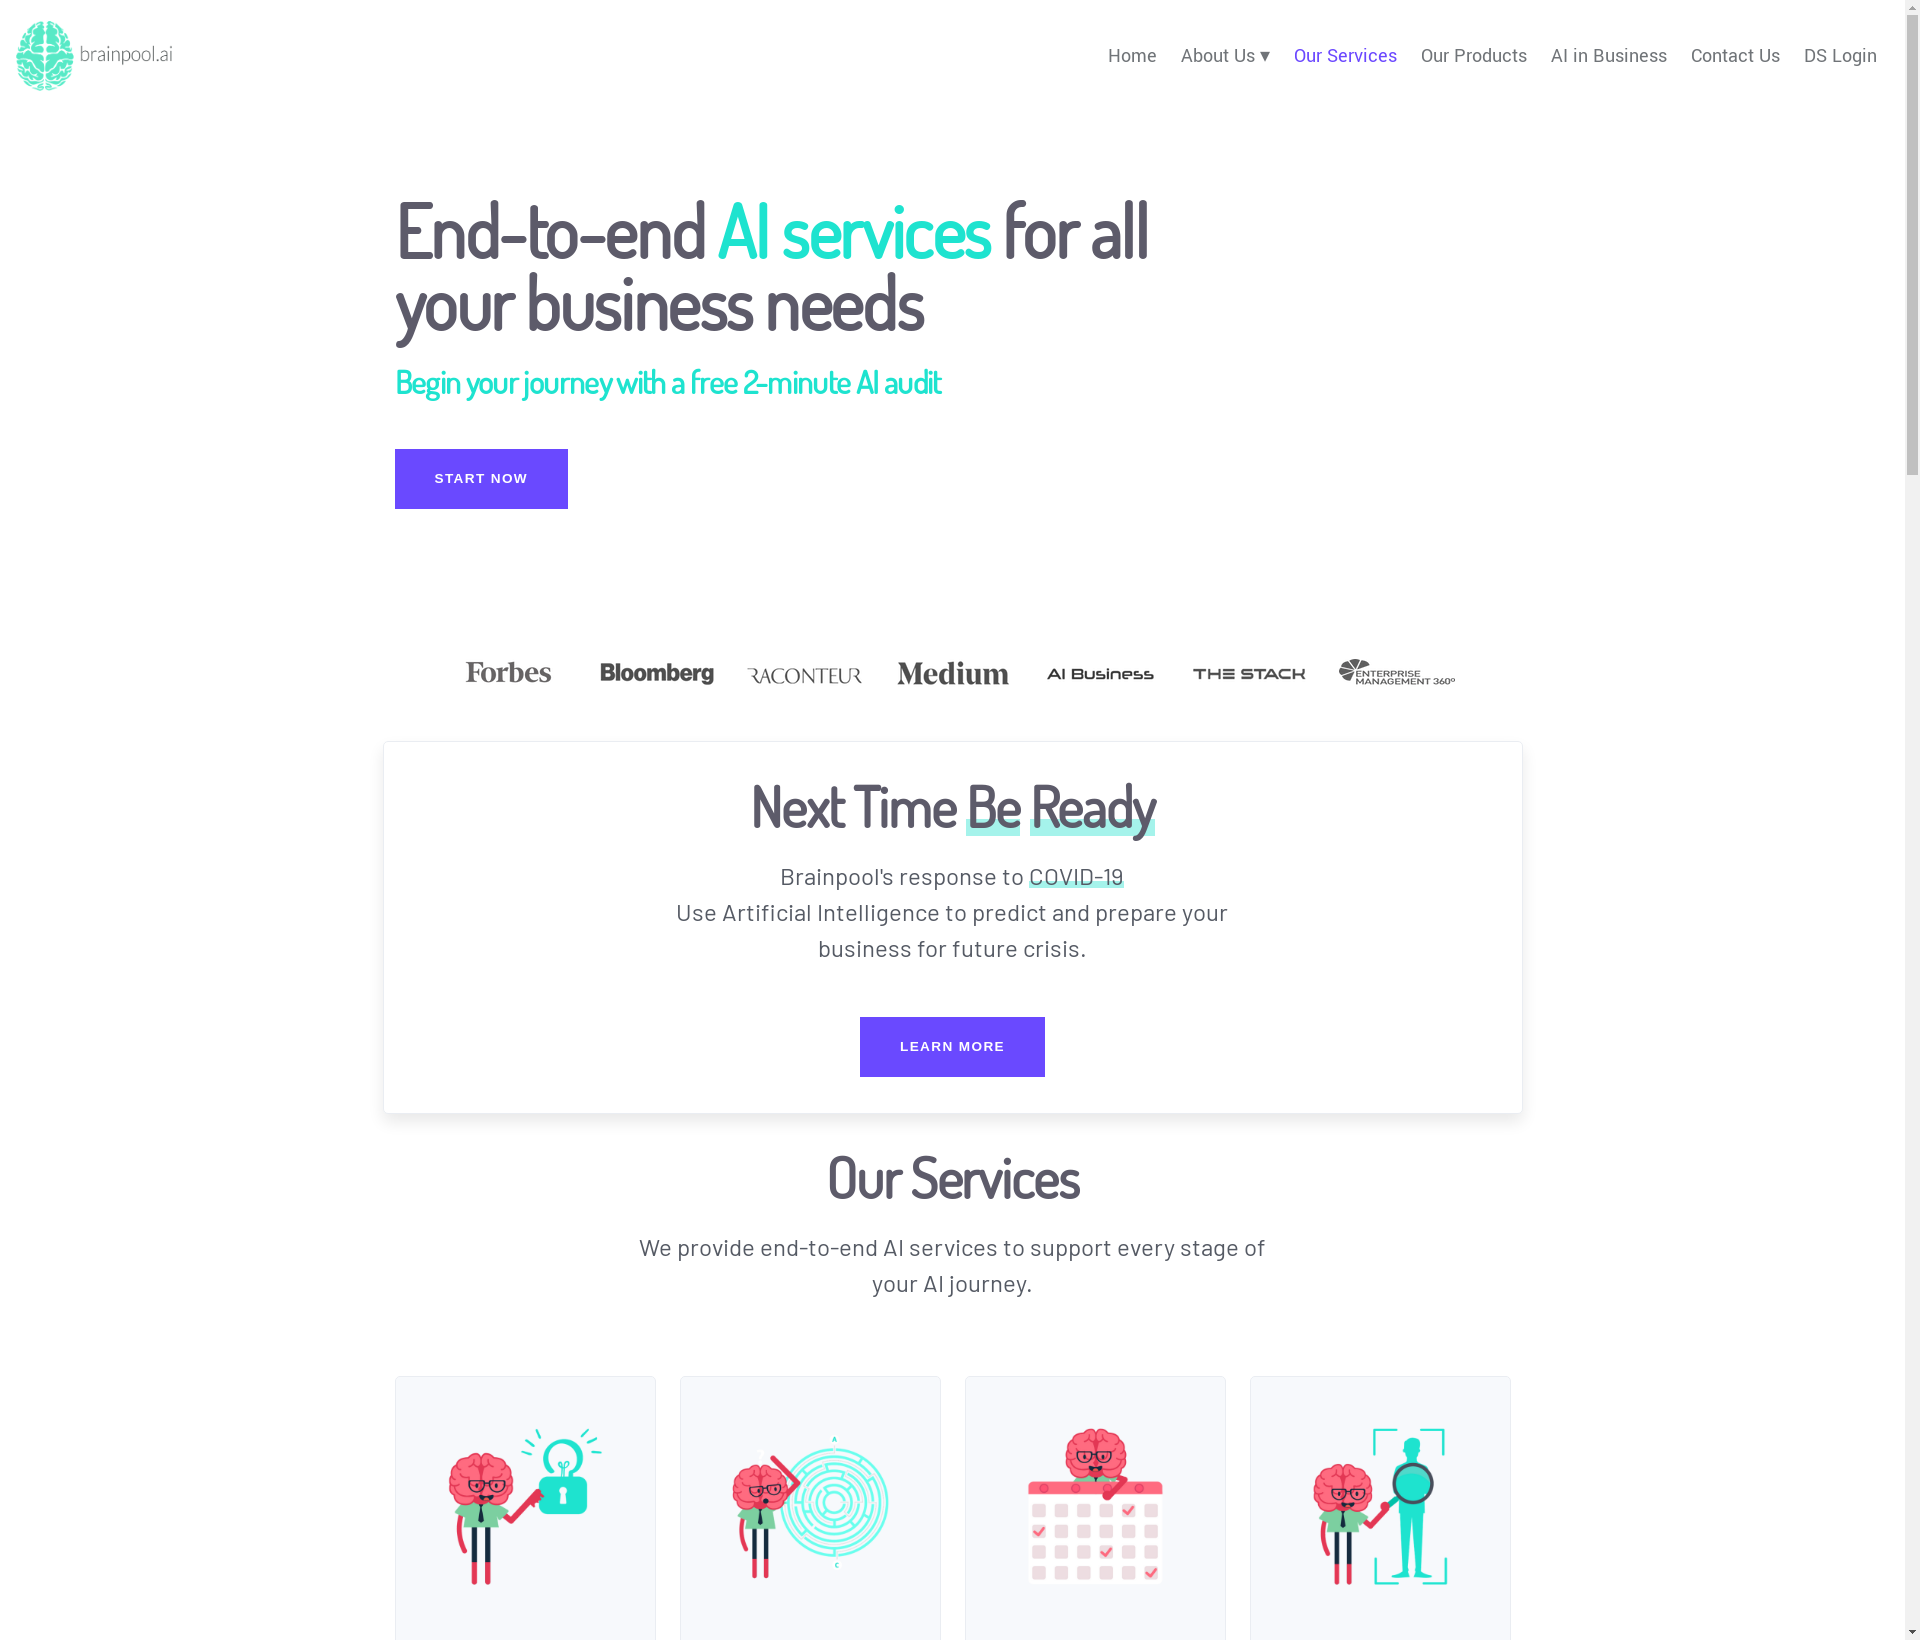 brainpool.ai
Home About Us ▾ Our Services Our Products AI in Business Contact Us DS Login
End-to-end AI services for all
your business needs
Begin your journey with a free 2-minute AI audit
START NOW
Forbes Bloomberg RACONTEUR Medium AI Business THE STACK ENTERPRISE
MANAGEMENT 360º
Next Time Be Ready
Brainpool's response to COVID-19
Use Artificial Intelligence to predict and prepare your
business for future crisis.
LEARN MORE
Our Services
We provide end-to-end AI services to support every stage of
your AI journey.
A
C